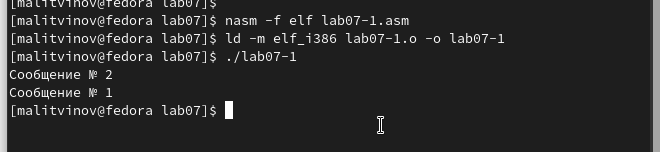 [malitvinov@fedora lab07]$
[malitvinov@fedora lab07]$ nasm -f elf lab07-1.asm
[malitvinov@fedora lab07]$ ld -m elf_i386 lab07-1.o -o lab07-1
[malitvinov@fedora lab07]$ ./lab07-1
Сообщение № 2
Сообщение № 1
[malitvinov@fedora lab07]$